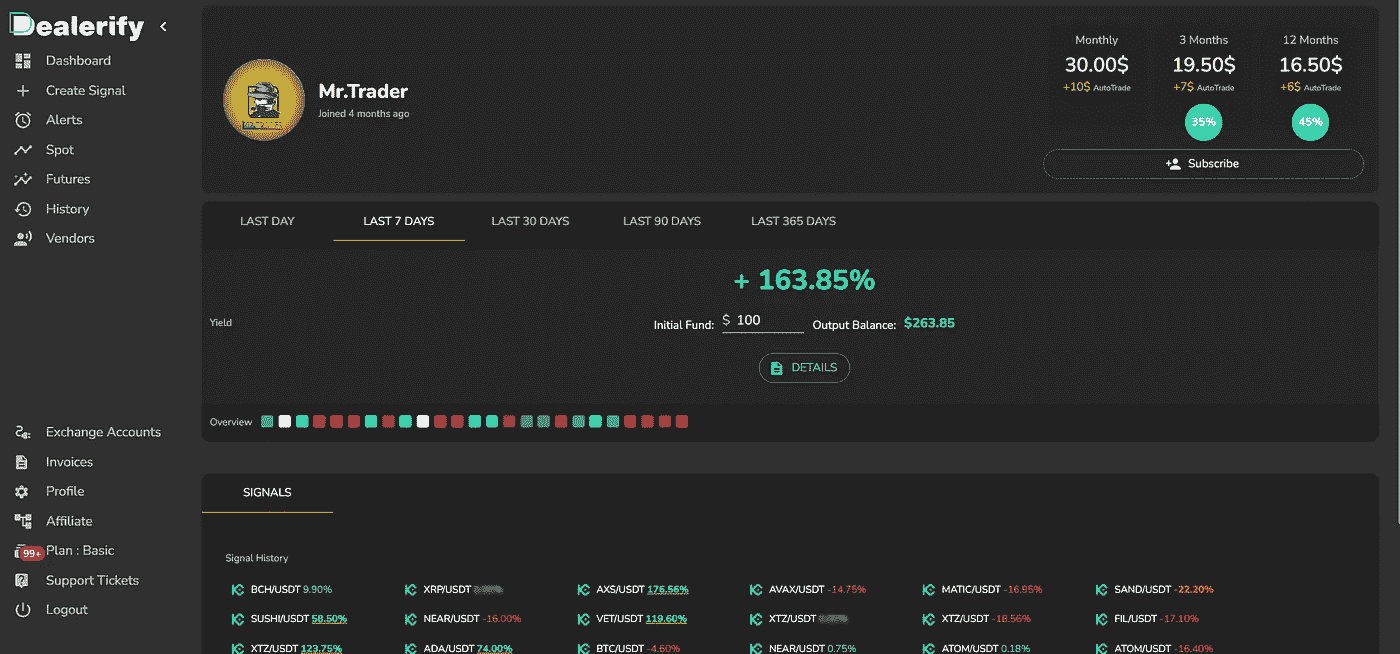 Dealerify
Dashboard
Create Signal
Alerts
Spot
Futures
History
Vendors
Exchange Accounts
Invoices
Profile
Affiliate
99+ Plan : Basic
Support Tickets
Logout
Mr.Trader
Joined 4 months ago
Monthly 3 Months 12 Months
30.00$ 19.50$ 16.50$
+10$ AutoTrade +7$ AutoTrade +6$ AutoTrade
35% 45%
Subscribe
LAST DAY LAST 7 DAYS LAST 30 DAYS LAST 90 DAYS LAST 365 DAYS
+ 163.85%
Yield
Initial Fund: $ 100 Output Balance: $263.85
DETAILS
Overview
SIGNALS
Signal History
BCH/USDT 9.90% XRP/USDT AXS/USDT 176.56% AVAX/USDT -14.75% MATIC/USDT -16.95% SAND/USDT -22.20%
SUSHI/USDT 58.50% NEAR/USDT -16.00% VET/USDT 119.60% XTZ/USDT XTZ/USDT -18.56% FIL/USDT -17.10%
XTZ/USDT 123.75% ADA/USDT 74.00% BTC/USDT -4.60% NEAR/USDT 0.75% ATOM/USDT 0.18% ATOM/USDT -16.40%